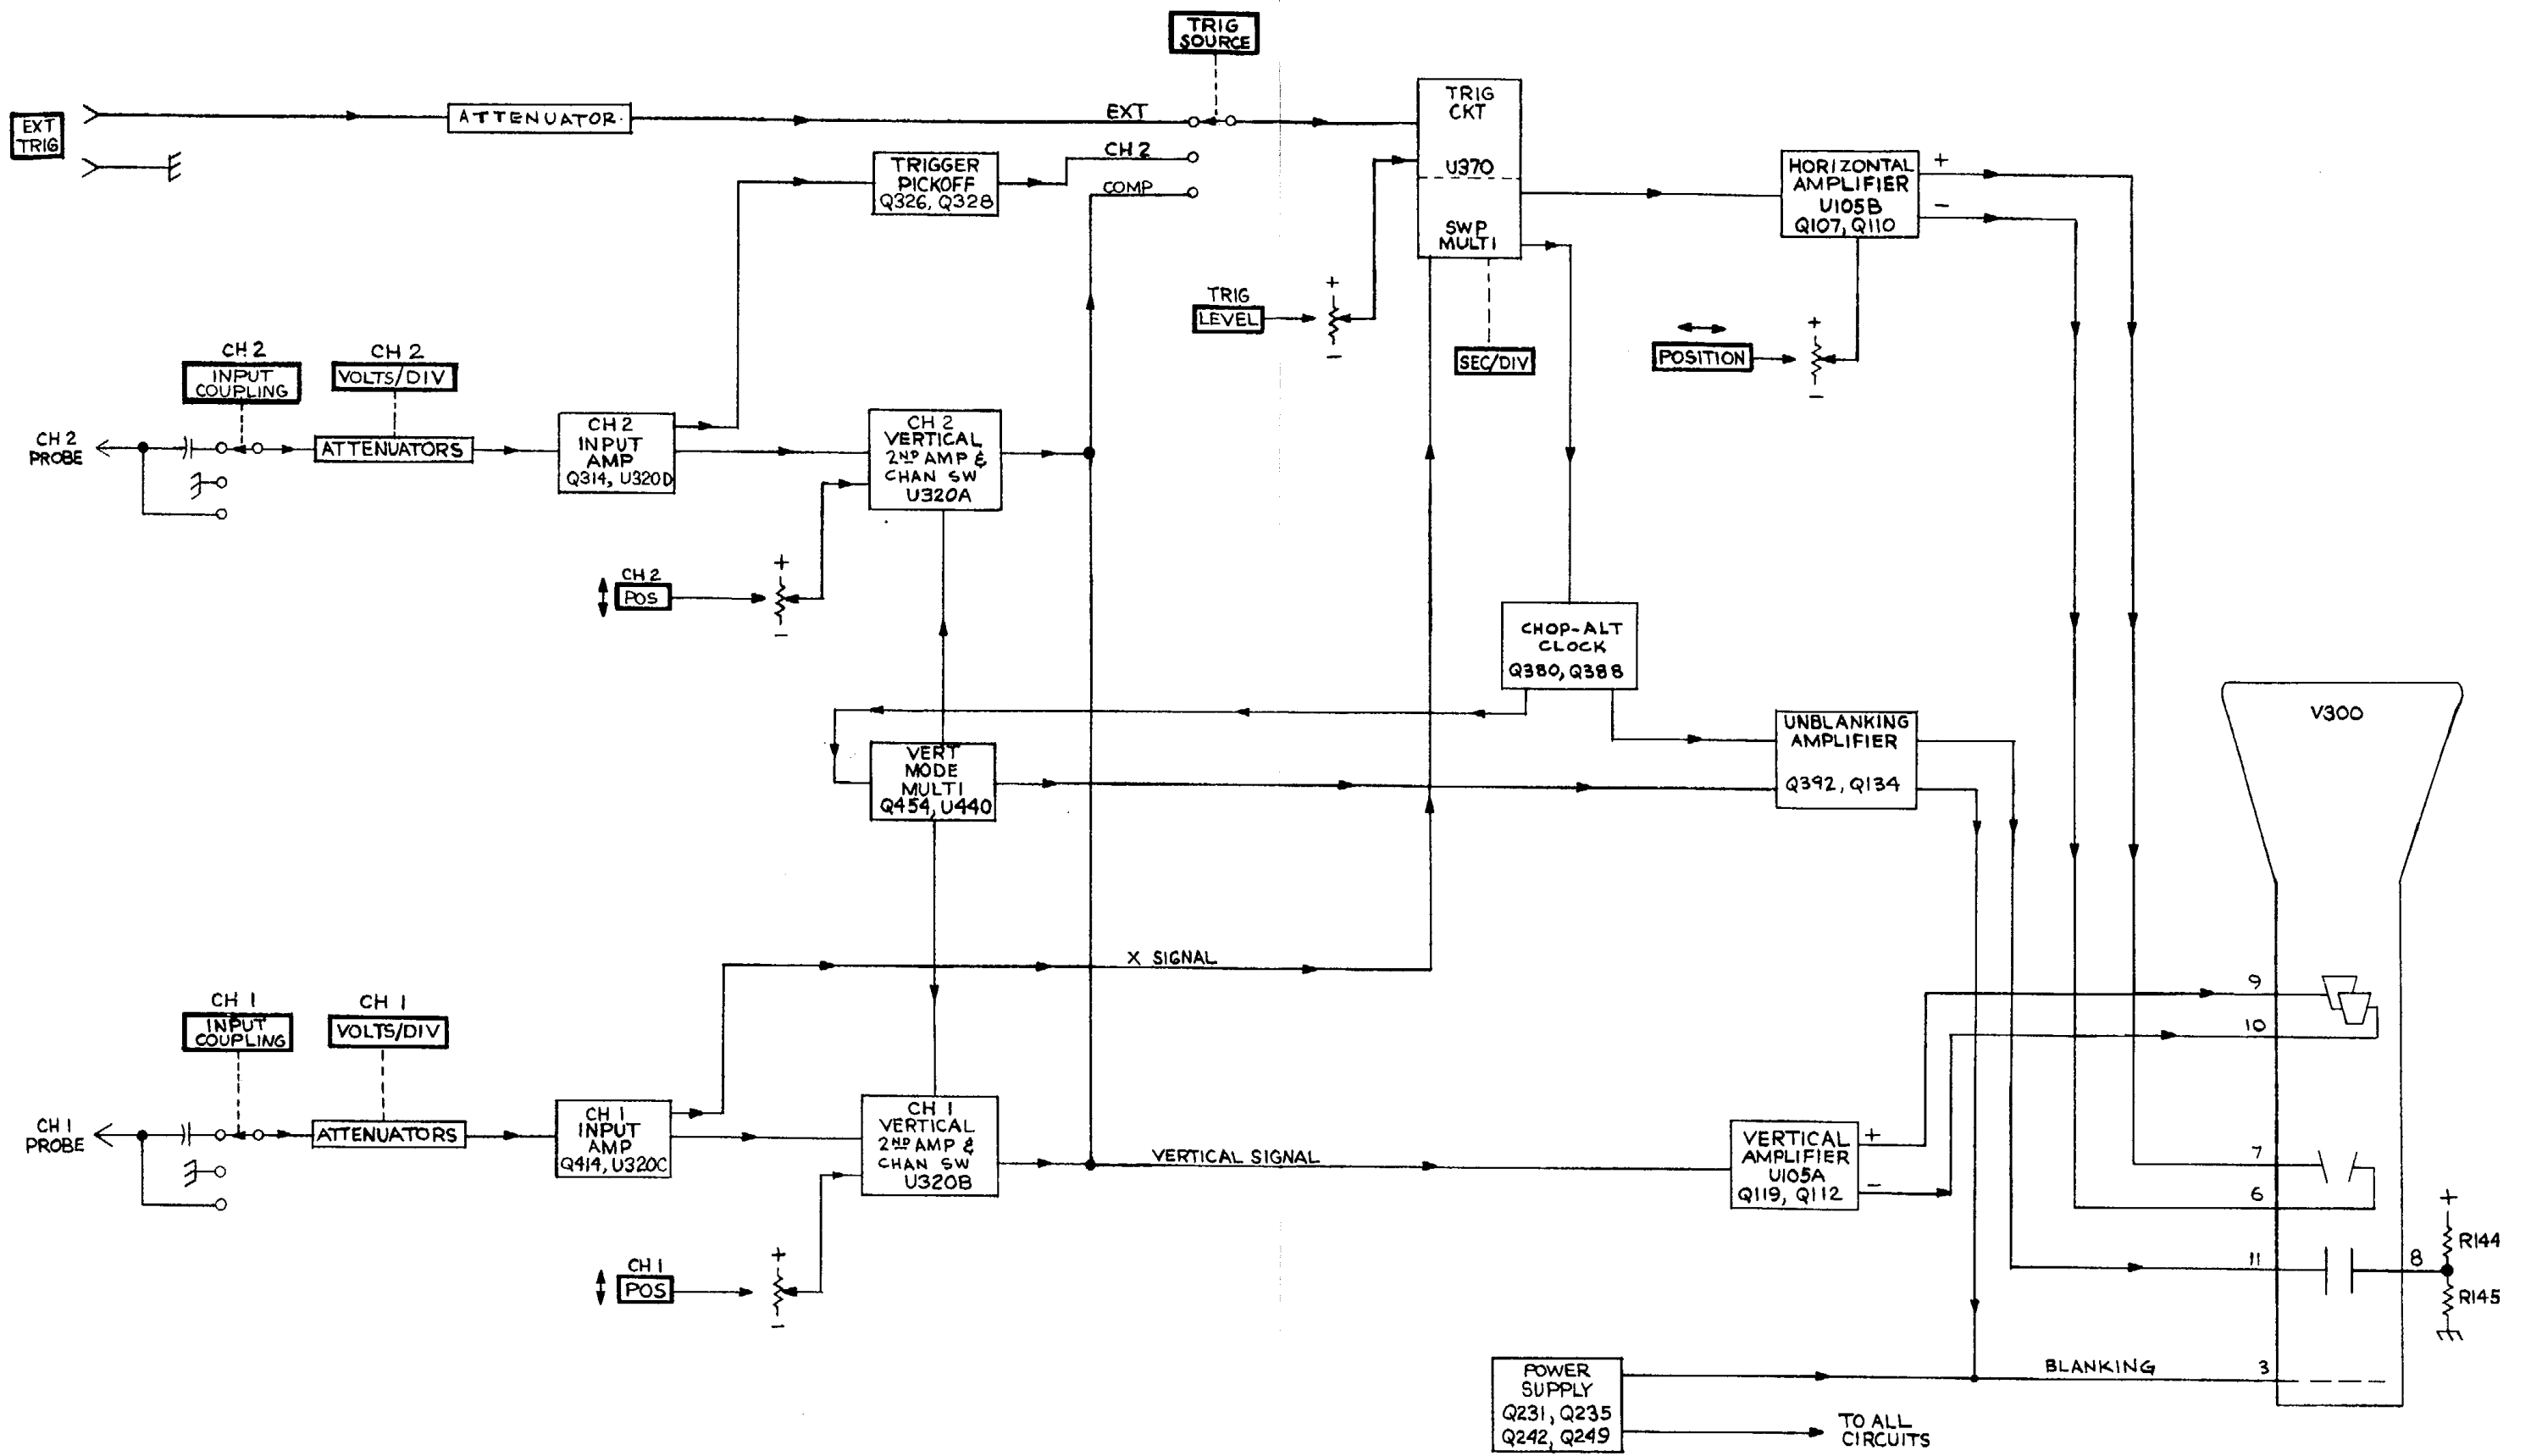 TRIG
SOURCE
EXT
TRIG
ATTENUATOR
EXT
CH 2
COMP
TRIGGER
PICKOFF
Q326, Q328
TRIG
CKT
U370
SWP
MULTI
HORIZONTAL
AMPLIFIER
U105B
Q107, Q110
+
−
TRIG
LEVEL
+
−
SEC/DIV
POSITION
+
−
CH 2
INPUT
COUPLING
CH 2
VOLTS/DIV
CH 2
PROBE
ATTENUATORS
CH 2
INPUT
AMP
Q314, U320D
CH 2
VERTICAL
2ND AMP &
CHAN SW
U320A
CH 2
POS
+
−
CHOP-ALT
CLOCK
Q380, Q388
VERT
MODE
MULTI
Q454, U440
UNBLANKING
AMPLIFIER
Q392, Q134
V300
X SIGNAL
CH 1
INPUT
COUPLING
CH 1
VOLTS/DIV
CH 1
PROBE
ATTENUATORS
CH 1
INPUT
AMP
Q414, U320C
CH 1
VERTICAL
2ND AMP &
CHAN SW
U320B
VERTICAL SIGNAL
VERTICAL
AMPLIFIER
U105A
Q119, Q112
+
−
9
10
7
6
11
8
+
R144
R145
CH 1
POS
+
−
POWER
SUPPLY
Q231, Q235
Q242, Q249
BLANKING
3
TO ALL
CIRCUITS